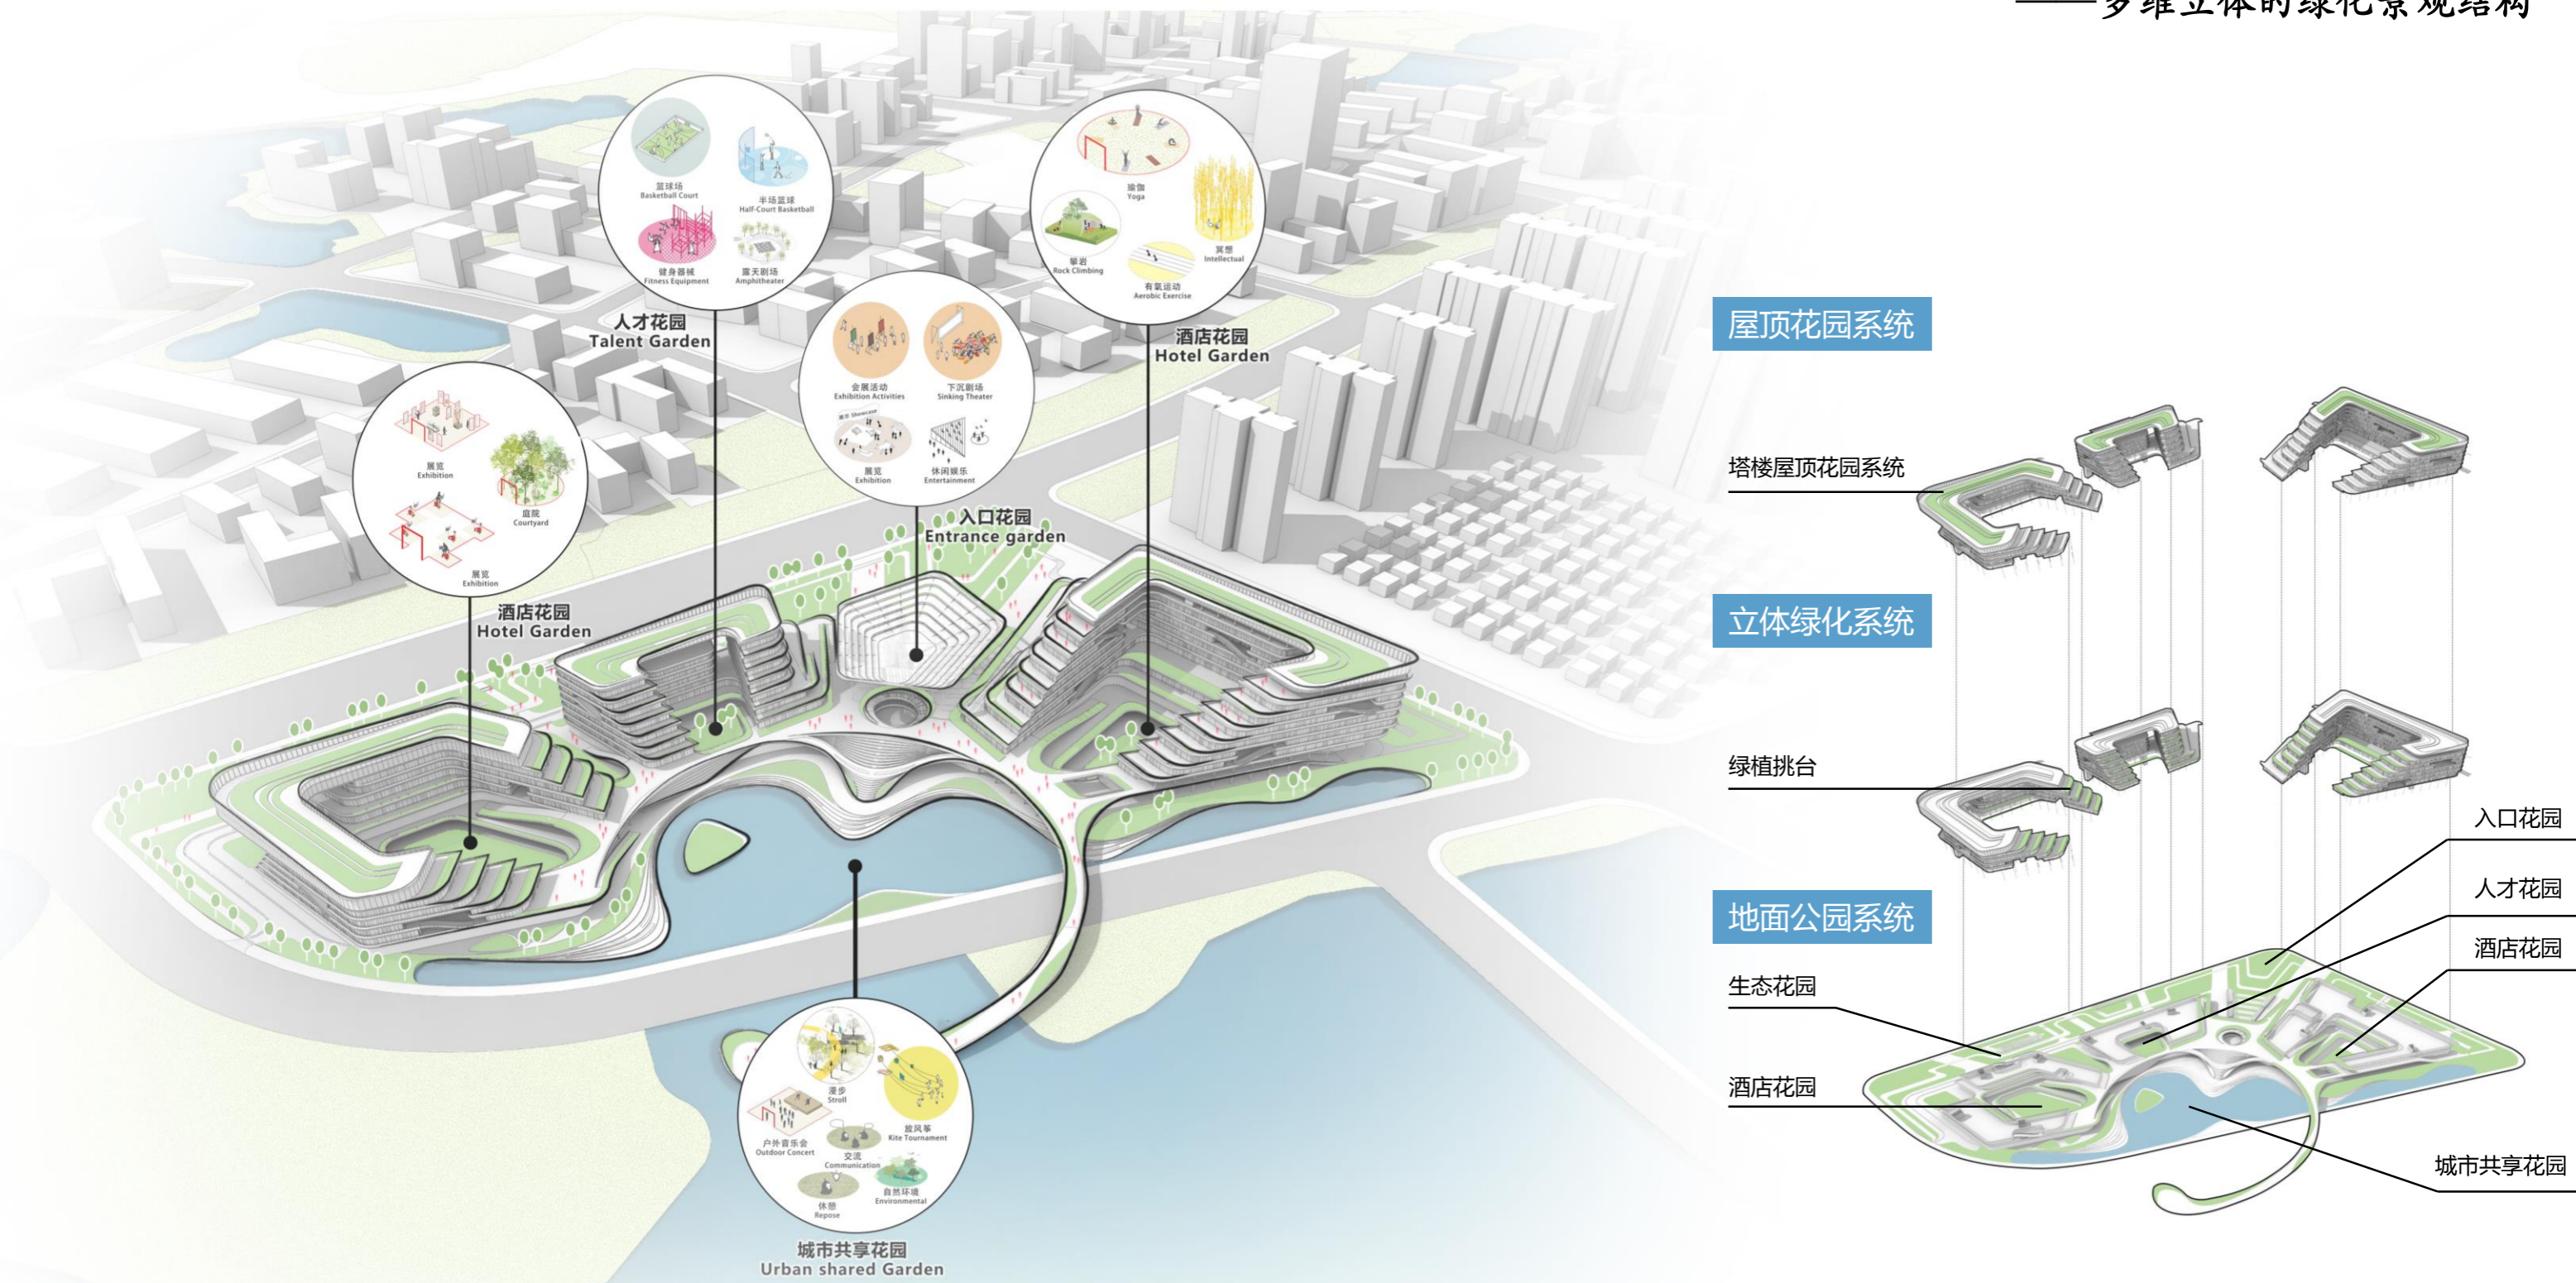 ——多维立体的绿化景观结构
篮球场
Basketball Court
半场篮球
Half-Court Basketball
健身器械
Fitness Equipment
露天剧场
Amphitheater
人才花园
Talent Garden
瑜伽
Yoga
攀岩
Rock Climbing
冥想
Intellectual
有氧运动
Aerobic Exercise
酒店花园
Hotel Garden
会展活动
Exhibition Activities
下沉剧场
Sinking Theater
展示 Showcase
展览
Exhibition
休闲娱乐
Entertainment
入口花园
Entrance garden
展览
Exhibition
庭院
Courtyard
展览
Exhibition
酒店花园
Hotel Garden
漫步
Stroll
放风筝
Kite Tournament
户外音乐会
Outdoor Concert
交流
Communication
自然环境
Environmental
休憩
Repose
城市共享花园
Urban shared Garden
屋顶花园系统
塔楼屋顶花园系统
立体绿化系统
绿植挑台
地面公园系统
入口花园
人才花园
酒店花园
生态花园
酒店花园
城市共享花园